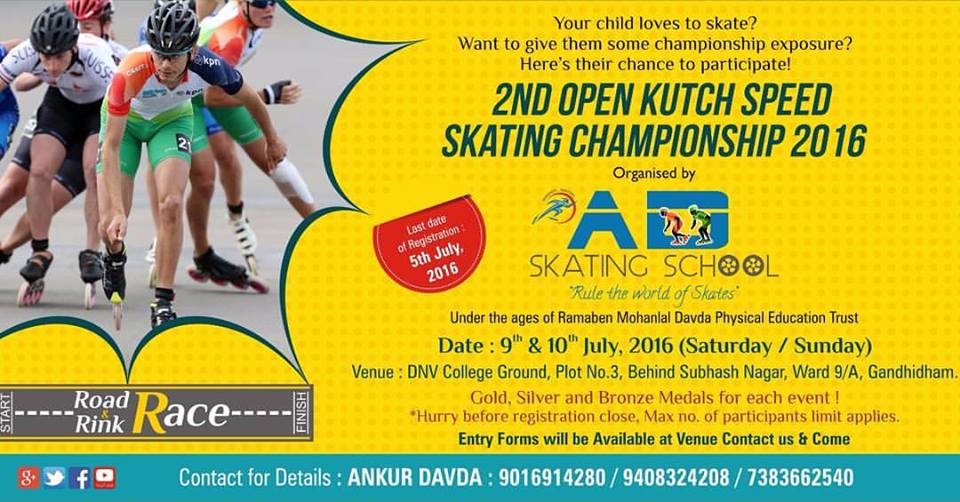 Your child loves to skate?
Want to give them some championship exposure?
Here's their chance to participate!
2ND OPEN KUTCH SPEED
SKATING CHAMPIONSHIP 2016
Organised by
AD
SKATING SCHOOL
"Rule the world of Skates"
Last date
of Registration :
5th July,
2016
Under the ages of Ramaben Mohanlal Davda Physical Education Trust
Date : 9th & 10th July, 2016 (Saturday / Sunday)
Venue : DNV College Ground, Plot No.3, Behind Subhash Nagar, Ward 9/A, Gandhidham.
Gold, Silver and Bronze Medals for each event !
*Hurry before registration close, Max no. of participants limit applies.
Entry Forms will be Available at Venue Contact us & Come
START
Road & Rink Race
FINISH
Contact for Details : ANKUR DAVDA : 9016914280 / 9408324208 / 7383662540
kpn
21